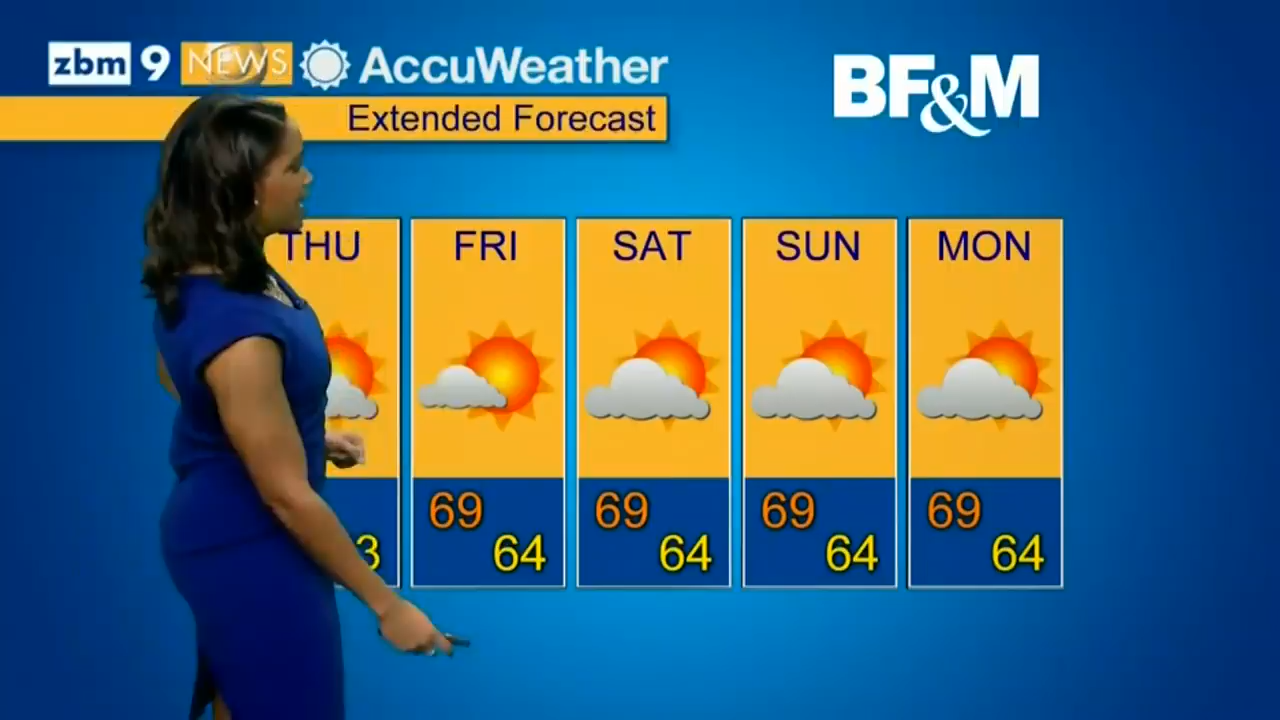 zbm 9 NEWS AccuWeather
BF&M
Extended Forecast
THU FRI SAT SUN MON
69 69 69 69
3 64 64 64 64